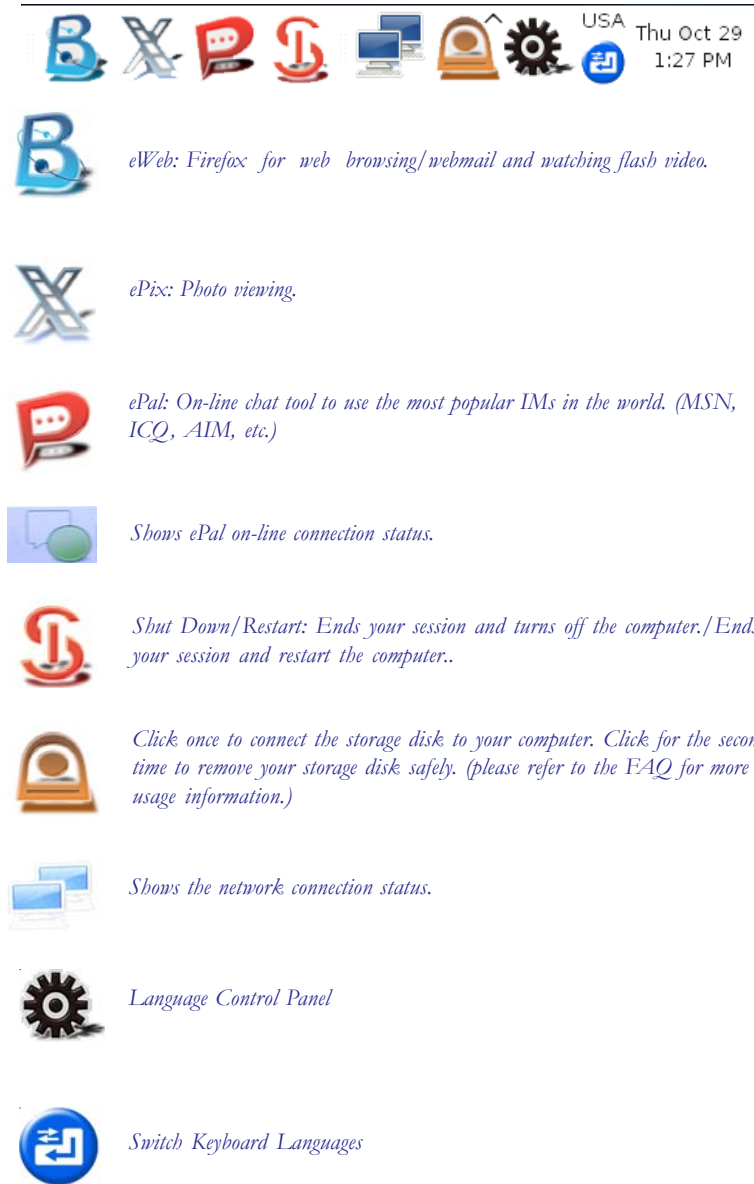 USA
Thu Oct 29
1:27 PM
eWeb: Firefox for web browsing/webmail and watching flash video.
ePix: Photo viewing.
ePal: On-line chat tool to use the most popular IMs in the world. (MSN,
ICQ, AIM, etc.)
Shows ePal on-line connection status.
Shut Down/Restart: Ends your session and turns off the computer./End
your session and restart the computer..
Click once to connect the storage disk to your computer. Click for the secon
time to remove your storage disk safely. (please refer to the FAQ for more
usage information.)
Shows the network connection status.
Language Control Panel
Switch Keyboard Languages